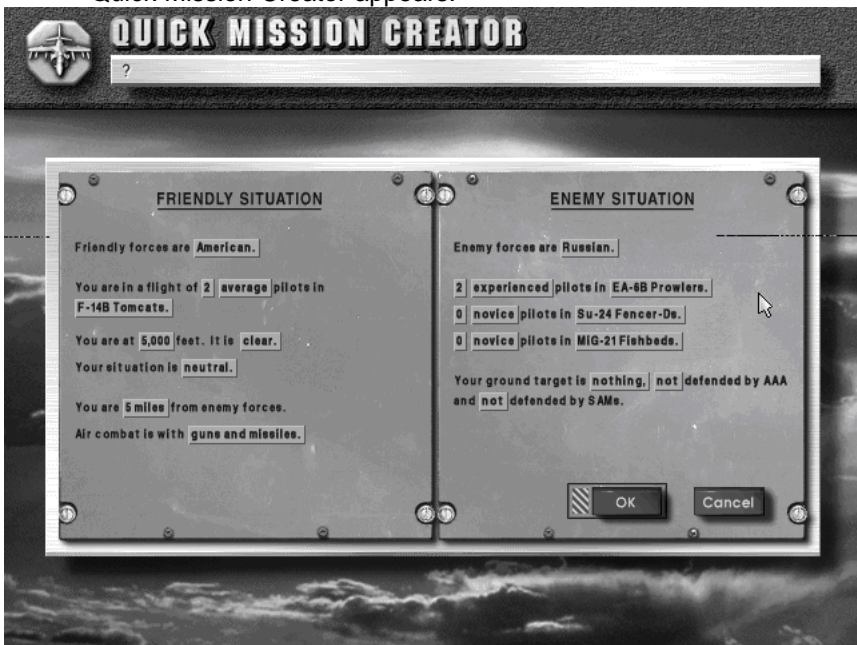 Quick Mission Creator appears.
QUICK MISSION CREATOR
?
FRIENDLY SITUATION
Friendly forces are American.
You are in a flight of 2 average pilots in
F-14B Tomcats.
You are at 5,000 feet. It is clear.
Your situation is neutral.
You are 5 miles from enemy forces.
Air combat is with guns and missiles.
ENEMY SITUATION
Enemy forces are Russian.
2 experienced pilots in EA-6B Prowlers.
0 novice pilots in Su-24 Fencer-Ds.
0 novice pilots in MiG-21 Fishbeds.
Your ground target is nothing, not defended by AAA
and not defended by SAMs.
OK
Cancel